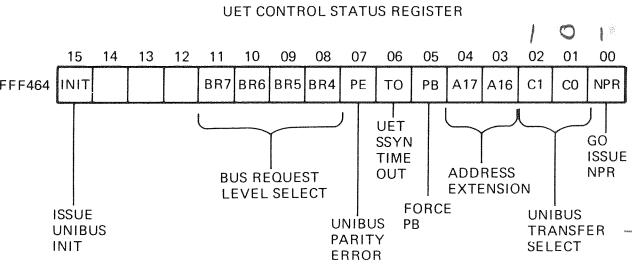 UET CONTROL STATUS REGISTER
1 0 1
15 14 13 12 11 10 09 08 07 06 05 04 03 02 01 00
FFF464 INIT BR7 BR6 BR5 BR4 PE TO PB A17 A16 C1 C0 NPR
BUS REQUEST
LEVEL SELECT
UET
SSYN
TIME
OUT
ADDRESS
EXTENSION
GO
ISSUE
NPR
ISSUE
UNIBUS
INIT
UNIBUS
PARITY
ERROR
FORCE
PB
UNIBUS
TRANSFER
SELECT